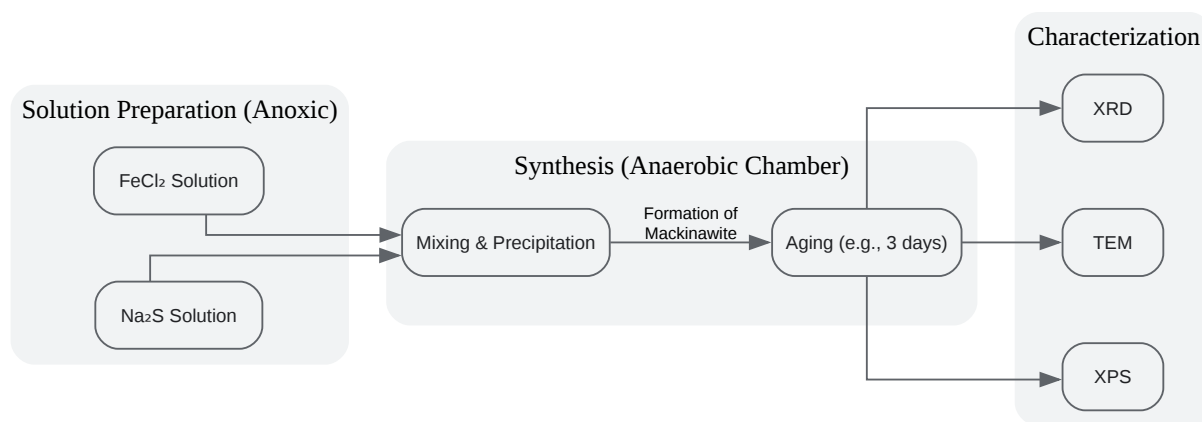 Solution Preparation (Anoxic)
FeCl₂ Solution
Na₂S Solution
Synthesis (Anaerobic Chamber)
Mixing & Precipitation
Formation of
Mackinawite
Aging (e.g., 3 days)
Characterization
XRD
TEM
XPS